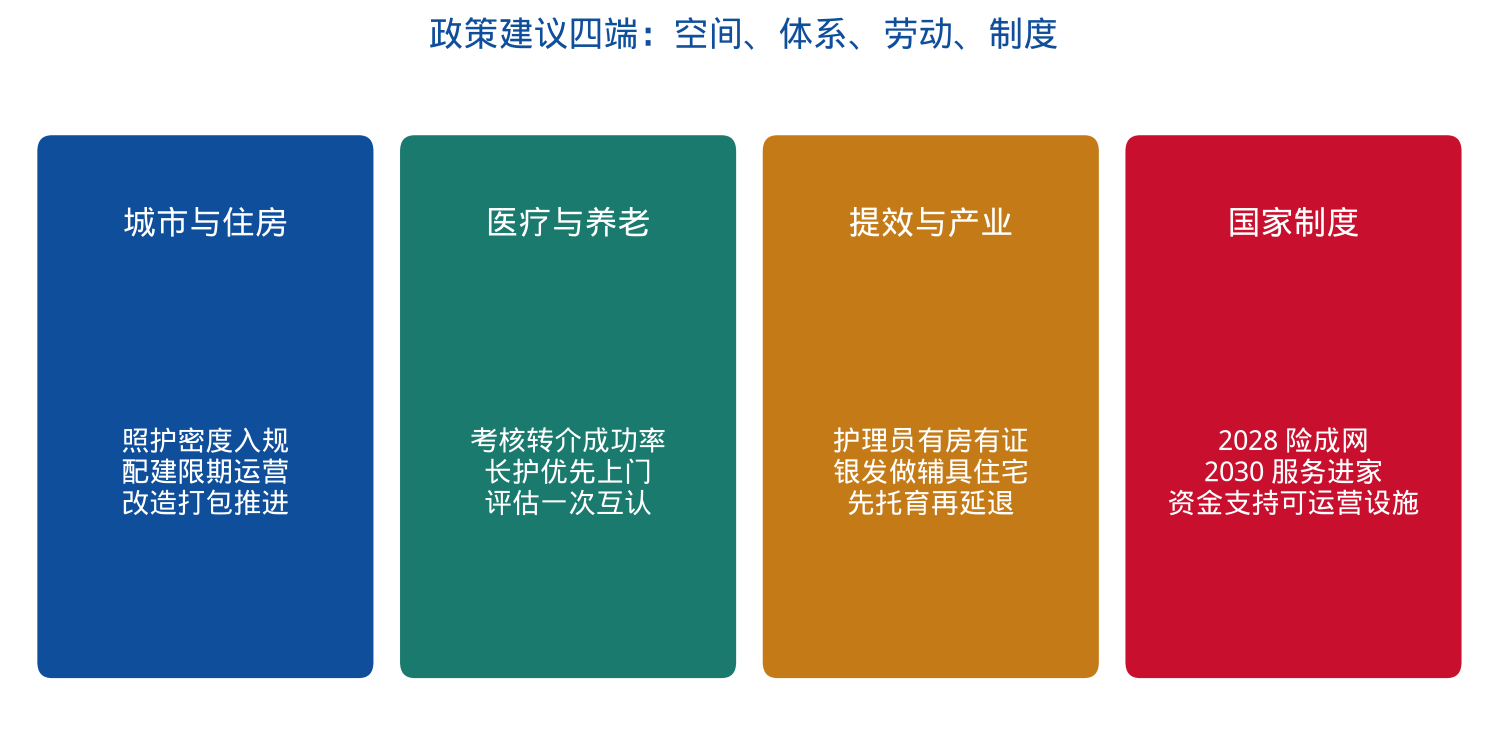 政策建议四端：空间、体系、劳动、制度
城市与住房
照护密度入规
配建限期运营
改造打包推进
医疗与养老
考核转介成功率
长护优先上门
评估一次互认
提效与产业
护理员有房有证
银发做辅具住宅
先托育再延退
国家制度
2028 险成网
2030 服务进家
资金支持可运营设施